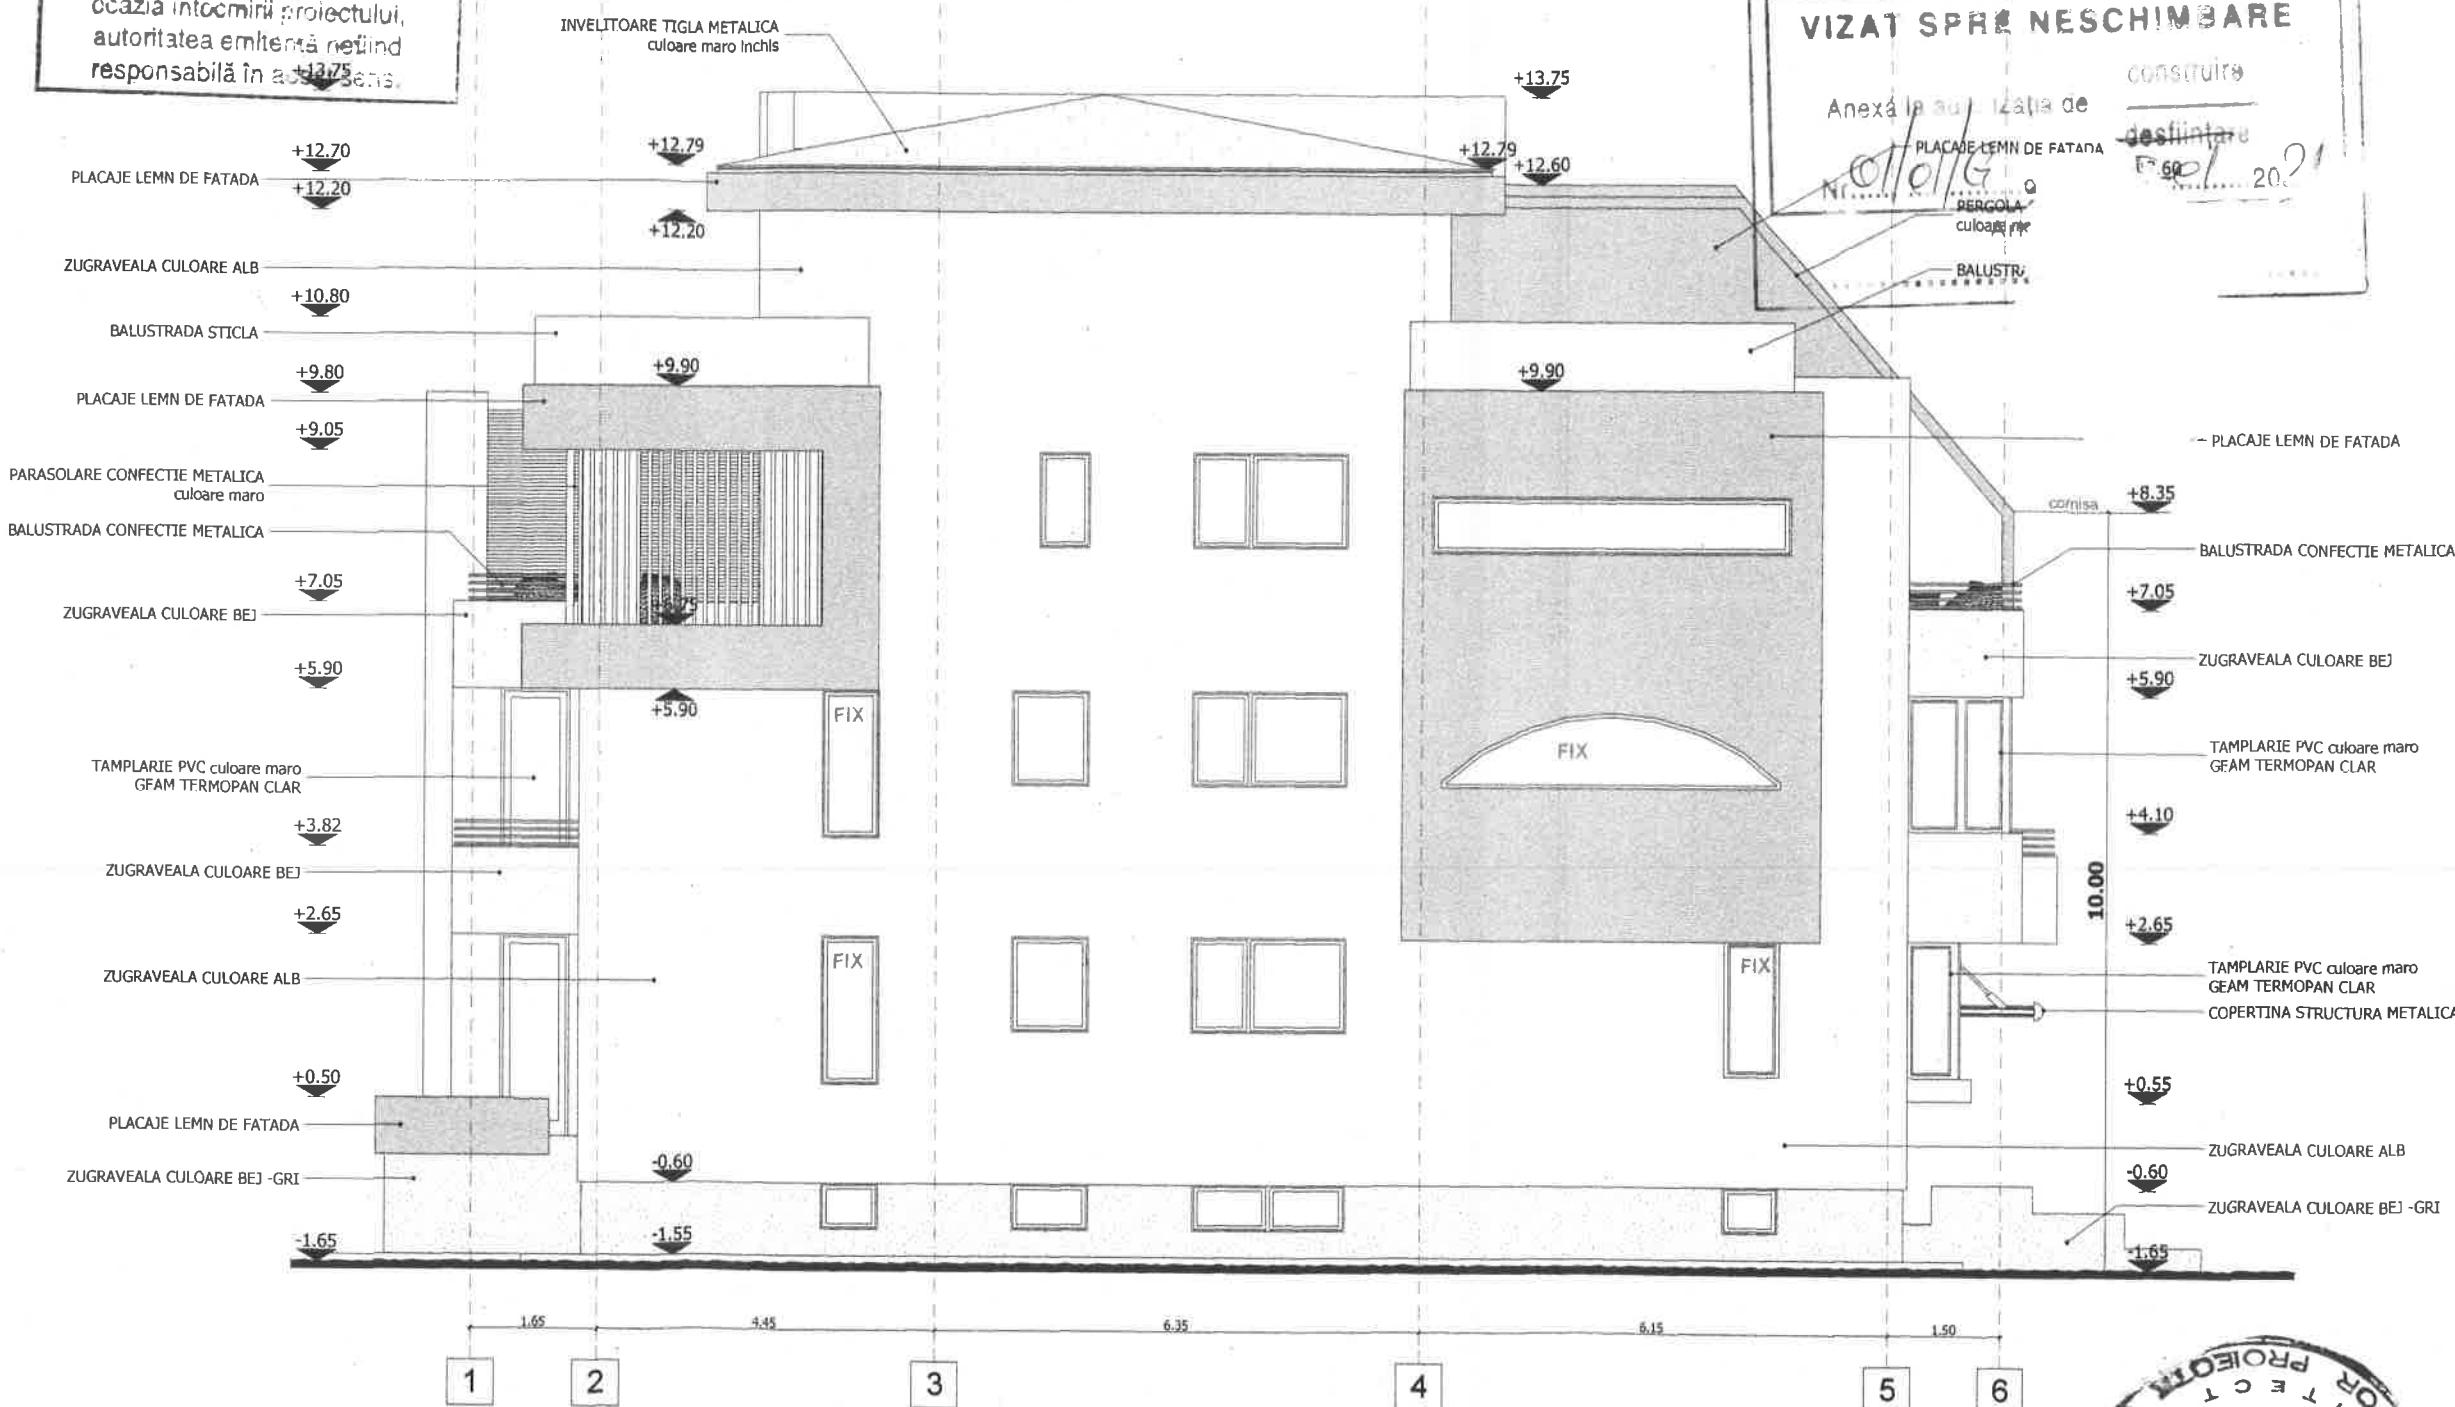 ocazia întocmirii proiectului,
autoritatea emitentă nefiind
responsabilă în
+13.75
INVELITOARE TIGLA METALICA
culoare maro inchis
VIZAT SPRE NESCHIMBARE
construire
Anexă la de
desfiintare
Nr.
20
+13.75
+12.70
+12.79
+12.79
+12.60
PLACAJE LEMN DE FATADA
PLACAJE LEMN DE FATADA
+12.20
+12.20
PERGOLA
BALUSTR
ZUGRAVEALA CULOARE ALB
+10.80
BALUSTRADA STICLA
+9.80
+9.90
+9.90
PLACAJE LEMN DE FATADA
+9.05
PLACAJE LEMN DE FATADA
PARASOLARE CONFECTIE METALICA
culoare maro
cornisa
+8.35
BALUSTRADA CONFECTIE METALICA
BALUSTRADA CONFECTIE METALICA
+7.05
+7.05
ZUGRAVEALA CULOARE BEJ
ZUGRAVEALA CULOARE BEJ
+5.90
+5.90
+5.90
FIX
FIX
TAMPLARIE PVC culoare maro
GEAM TERMOPAN CLAR
TAMPLARIE PVC culoare maro
GEAM TERMOPAN CLAR
+3.82
+4.10
ZUGRAVEALA CULOARE BEJ
10.00
+2.65
+2.65
FIX
FIX
ZUGRAVEALA CULOARE ALB
TAMPLARIE PVC culoare maro
GEAM TERMOPAN CLAR
COPERTINA STRUCTURA METALICA
+0.50
+0.55
PLACAJE LEMN DE FATADA
ZUGRAVEALA CULOARE ALB
-0.60
-0.60
ZUGRAVEALA CULOARE BEJ -GRI
ZUGRAVEALA CULOARE BEJ -GRI
-1.65
-1.55
-1.65
1.65
4.45
6.35
6.15
1.50
1
2
3
4
5
6